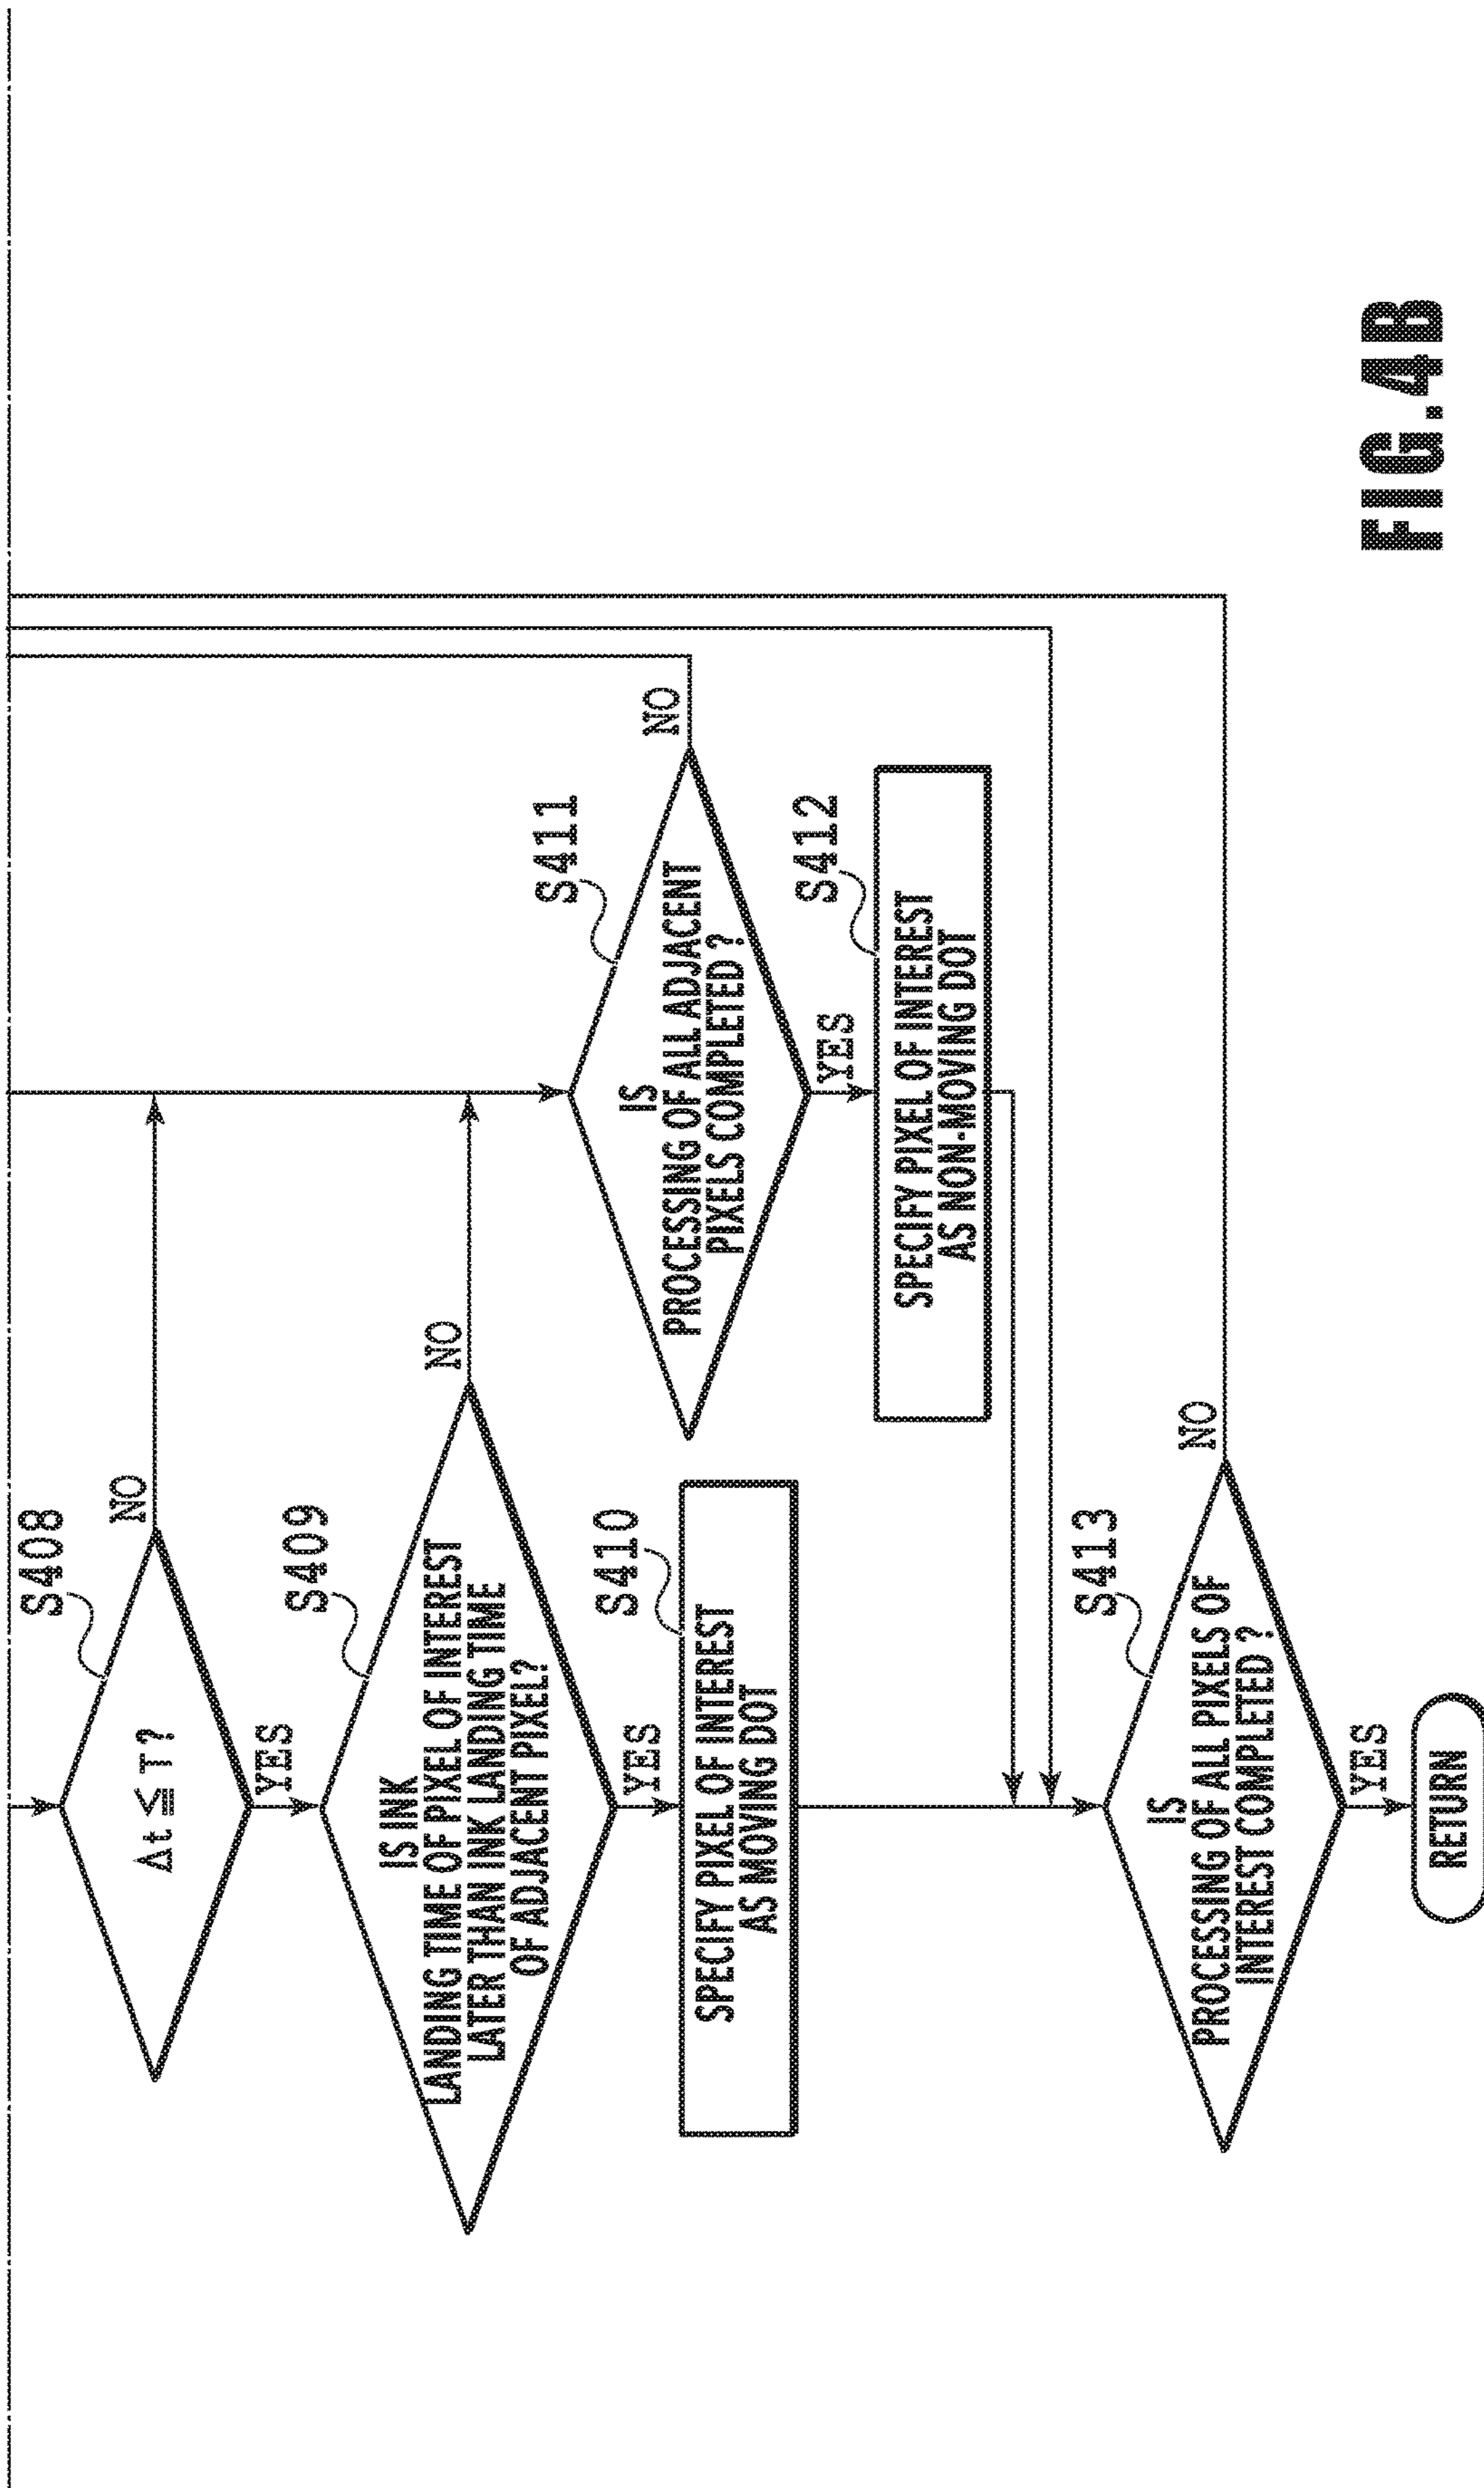 S408
Δt ≦ T ?
NO
YES
S409
IS INK
LANDING TIME OF PIXEL OF INTEREST
LATER THAN INK LANDING TIME
OF ADJACENT PIXEL?
NO
YES
S410
SPECIFY PIXEL OF INTEREST
AS MOVING DOT
S411
IS
PROCESSING OF ALL ADJACENT
PIXELS COMPLETED ?
NO
YES
S412
SPECIFY PIXEL OF INTEREST
AS NON-MOVING DOT
S413
IS
PROCESSING OF ALL PIXELS OF
INTEREST COMPLETED ?
NO
YES
RETURN
FIG.4B